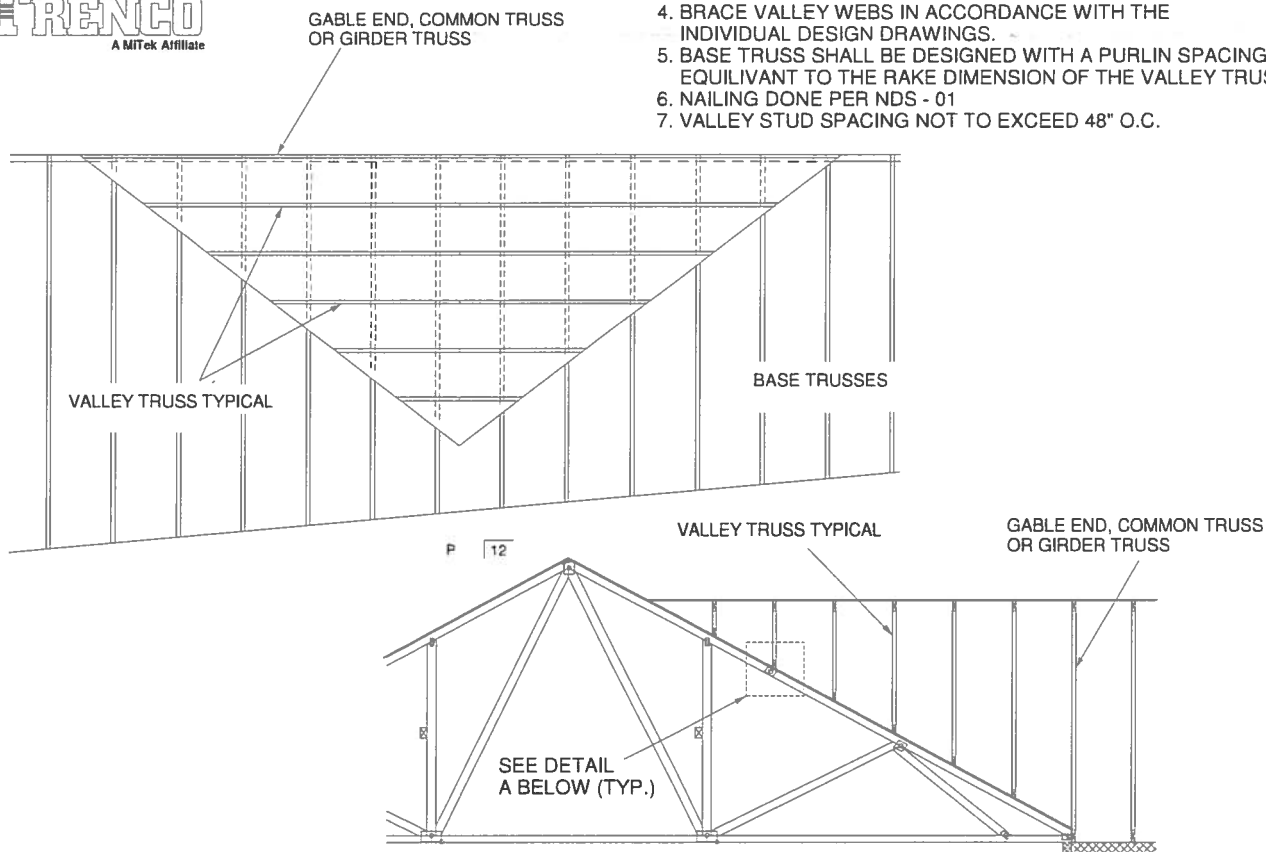 TRENCO
A MiTek Affiliate
GABLE END, COMMON TRUSS
OR GIRDER TRUSS
4. BRACE VALLEY WEBS IN ACCORDANCE WITH THE
INDIVIDUAL DESIGN DRAWINGS.
5. BASE TRUSS SHALL BE DESIGNED WITH A PURLIN SPACING
EQUILIVANT TO THE RAKE DIMENSION OF THE VALLEY
6. NAILING DONE PER NDS - 01
7. VALLEY STUD SPACING NOT TO EXCEED 48" O.C.
VALLEY TRUSS TYPICAL
BASE TRUSSES
P 12
VALLEY TRUSS TYPICAL
GABLE END, COMMON TRUSS
OR GIRDER TRUSS
SEE DETAIL
A BELOW (TYP.)